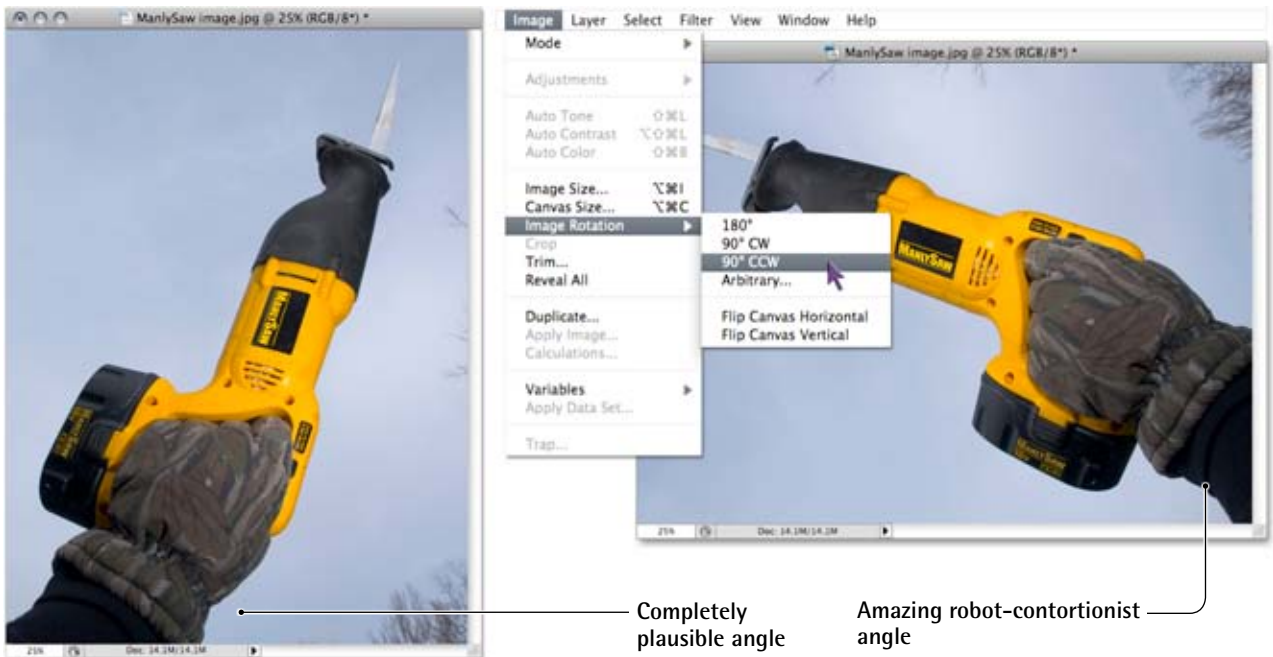 ManlySaw image.jpg @ 25% (RGB/8*) *
MANLYSAW
25% Doc: 14.1M/14.1M
Image Layer Select Filter View Window Help
Mode
Adjustments
Auto Tone ⇧⌘L
Auto Contrast ⌥⇧⌘L
Auto Color ⇧⌘B
Image Size... ⌥⌘I
Canvas Size... ⌥⌘C
Image Rotation
Crop
Trim...
Reveal All
Duplicate...
Apply Image...
Calculations...
Variables
Apply Data Set...
Trap...
180°
90° CW
90° CCW
Arbitrary...
Flip Canvas Horizontal
Flip Canvas Vertical
ManlySaw image.jpg @ 25% (RGB/8*) *
MANLYSAW
MANLYSAW
25% Doc: 14.1M/14.1M
Completely
plausible angle
Amazing robot-contortionist
angle